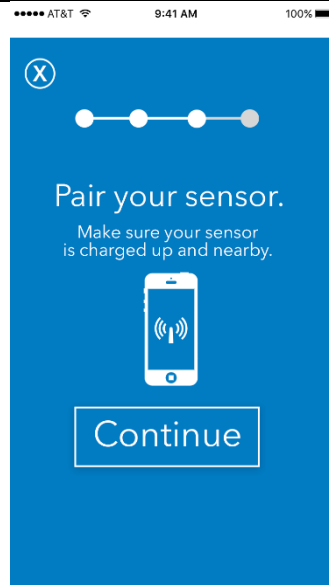 AT&T 9:41 AM 100%
X
Pair your sensor.
Make sure your sensor
is charged up and nearby.
Continue